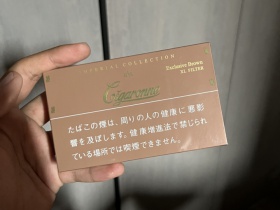 SPECIAL COLLECTION
Exclusive Brown
XL FILTER
Cigaronne
たばこの煙は、周りの人の健康に悪影
響を及ぼします。健康増進法で禁じられ
ている場所では喫煙できません。